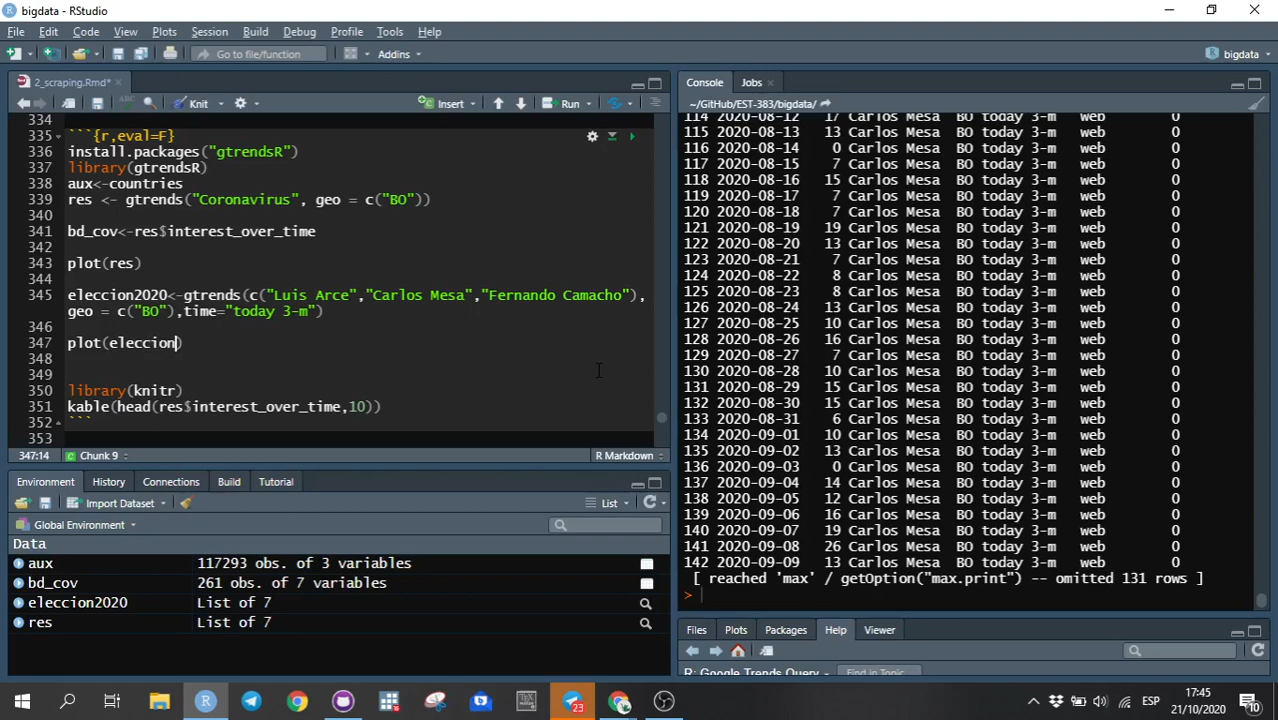 bigdata - RStudio
File Edit Code View Plots Session Build Debug Profile Tools Help
Go to file/function Addins bigdata
2_scraping.Rmd*
Knit Insert Run
334
335 ```{r,eval=F}
336 install.packages("gtrendsR")
337 library(gtrendsR)
338 aux<-countries
339 res <- gtrends("Coronavirus", geo = c("BO"))
340
341 bd_cov<-res$interest_over_time
342
343 plot(res)
344
345 eleccion2020<-gtrends(c("Luis Arce","Carlos Mesa","Fernando Camacho"),
geo = c("BO"),time="today 3-m")
346
347 plot(eleccion)
348
349
350 library(knitr)
351 kable(head(res$interest_over_time,10))
352 ```
353
347:14 Chunk 9 R Markdown
Environment History Connections Build Tutorial
Import Dataset List
Global Environment
Data
aux 117293 obs. of 3 variables
bd_cov 261 obs. of 7 variables
eleccion2020 List of 7
res List of 7
Console Jobs
~/GitHub/EST-383/bigdata/
114 2020-08-12 17 Carlos Mesa BO today 3-m web 0
115 2020-08-13 13 Carlos Mesa BO today 3-m web 0
116 2020-08-14 0 Carlos Mesa BO today 3-m web 0
117 2020-08-15 7 Carlos Mesa BO today 3-m web 0
118 2020-08-16 15 Carlos Mesa BO today 3-m web 0
119 2020-08-17 7 Carlos Mesa BO today 3-m web 0
120 2020-08-18 7 Carlos Mesa BO today 3-m web 0
121 2020-08-19 19 Carlos Mesa BO today 3-m web 0
122 2020-08-20 13 Carlos Mesa BO today 3-m web 0
123 2020-08-21 7 Carlos Mesa BO today 3-m web 0
124 2020-08-22 8 Carlos Mesa BO today 3-m web 0
125 2020-08-23 8 Carlos Mesa BO today 3-m web 0
126 2020-08-24 13 Carlos Mesa BO today 3-m web 0
127 2020-08-25 10 Carlos Mesa BO today 3-m web 0
128 2020-08-26 16 Carlos Mesa BO today 3-m web 0
129 2020-08-27 7 Carlos Mesa BO today 3-m web 0
130 2020-08-28 10 Carlos Mesa BO today 3-m web 0
131 2020-08-29 15 Carlos Mesa BO today 3-m web 0
132 2020-08-30 15 Carlos Mesa BO today 3-m web 0
133 2020-08-31 6 Carlos Mesa BO today 3-m web 0
134 2020-09-01 10 Carlos Mesa BO today 3-m web 0
135 2020-09-02 13 Carlos Mesa BO today 3-m web 0
136 2020-09-03 0 Carlos Mesa BO today 3-m web 0
137 2020-09-04 14 Carlos Mesa BO today 3-m web 0
138 2020-09-05 12 Carlos Mesa BO today 3-m web 0
139 2020-09-06 16 Carlos Mesa BO today 3-m web 0
140 2020-09-07 19 Carlos Mesa BO today 3-m web 0
141 2020-09-08 26 Carlos Mesa BO today 3-m web 0
142 2020-09-09 13 Carlos Mesa BO today 3-m web 0
[ reached 'max' / getOption("max.print") -- omitted 131 rows ]
>
Files Plots Packages Help Viewer
R: Google Trends Query Find in Topic
23 ESP 17:45
21/10/2020 10